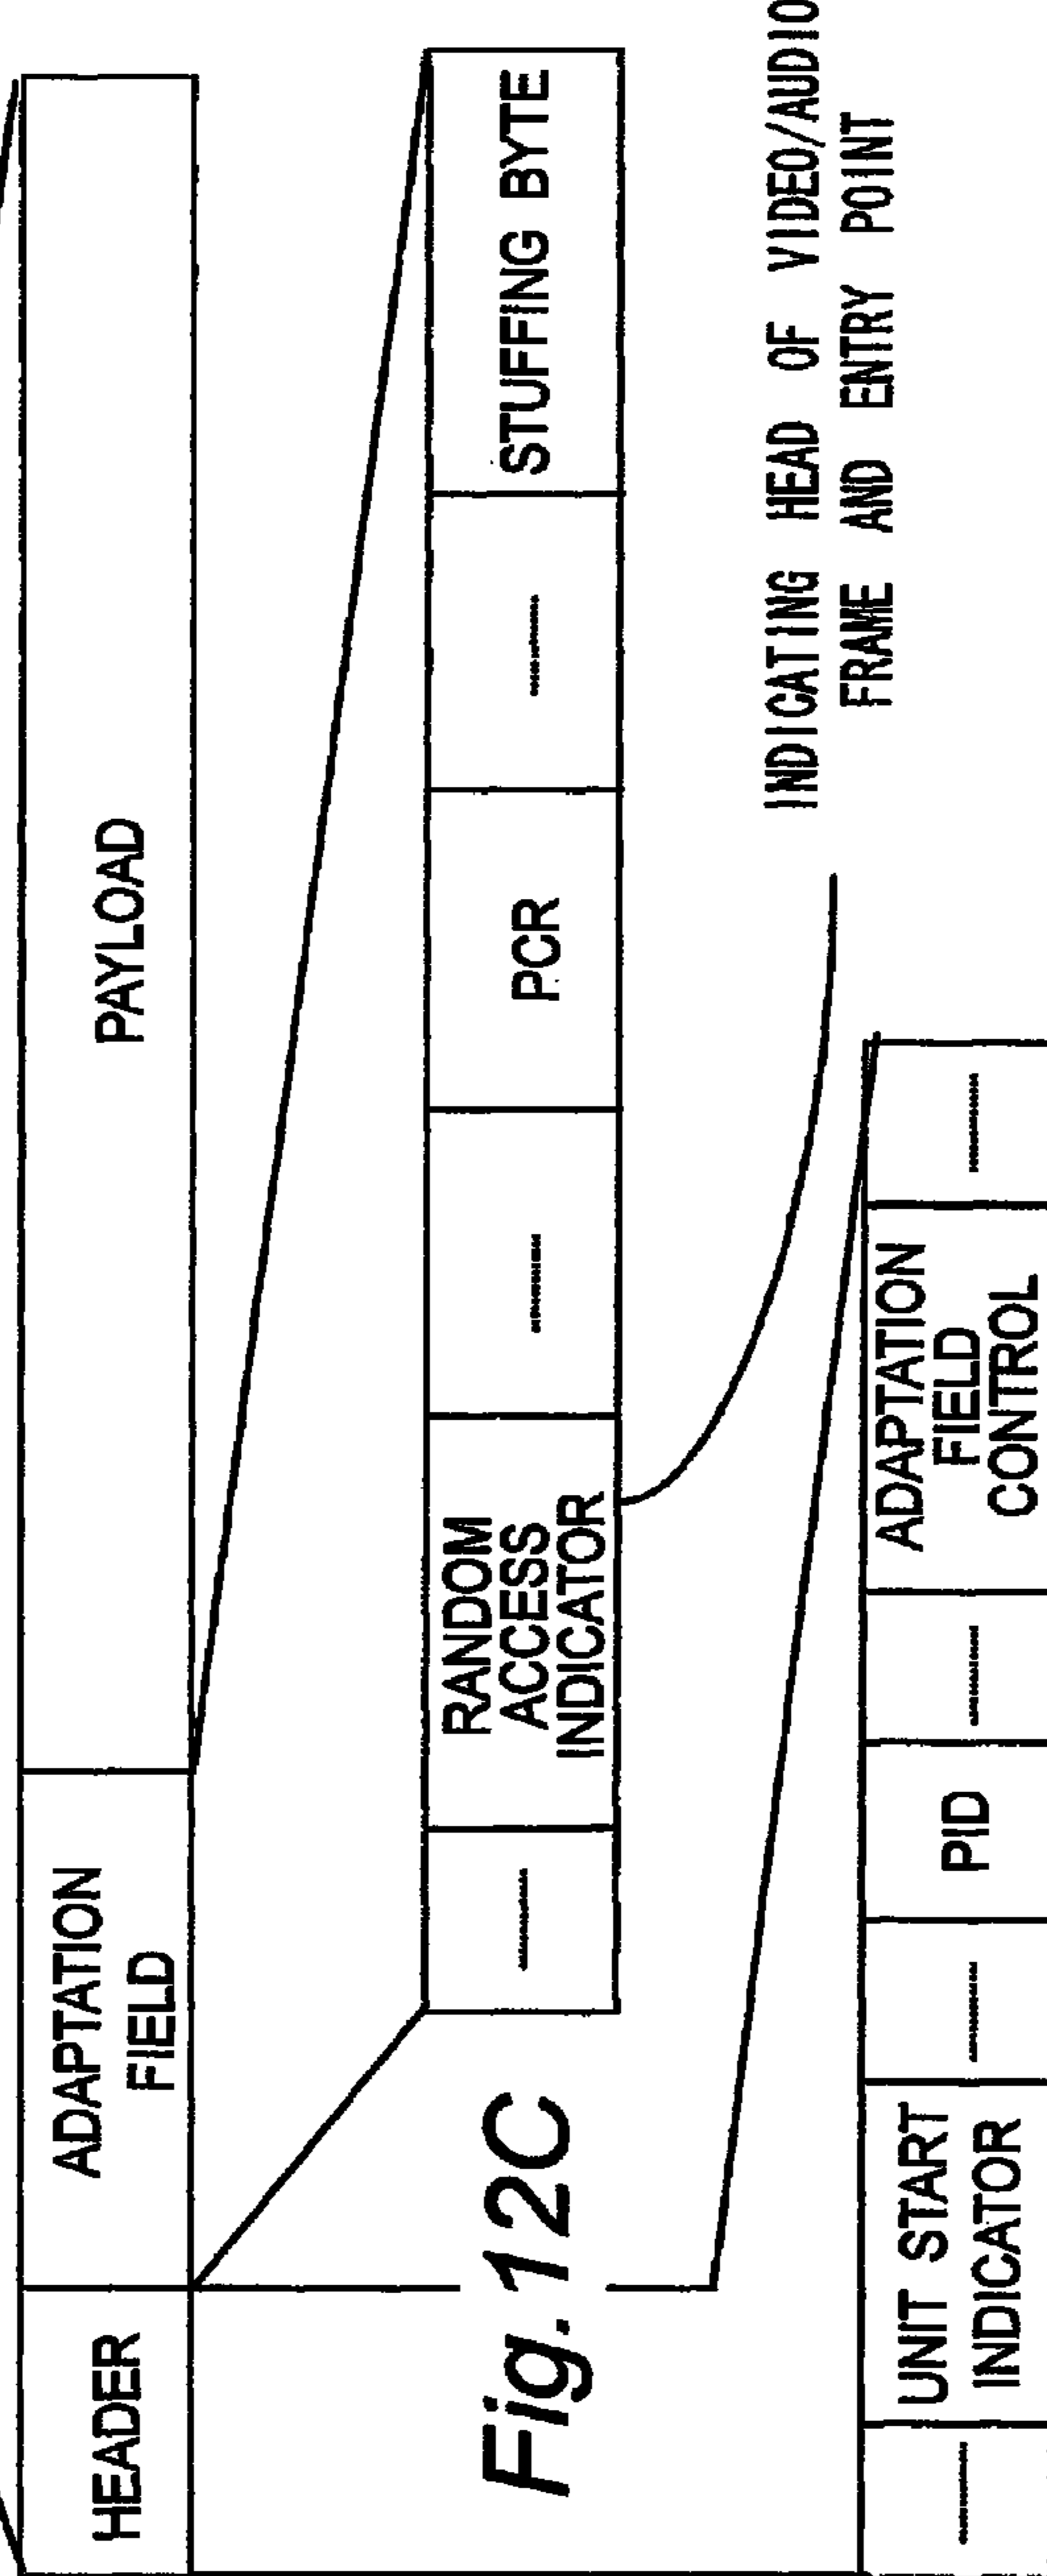 HEADER
ADAPTATION
FIELD
PAYLOAD
Fig. 12C
RANDOM
ACCESS
INDICATOR
PCR
STUFFING BYTE
INDICATING HEAD OF VIDEO/AUDIO
FRAME AND ENTRY POINT
UNIT START
INDICATOR
PID
ADAPTATION
FIELD
CONTROL